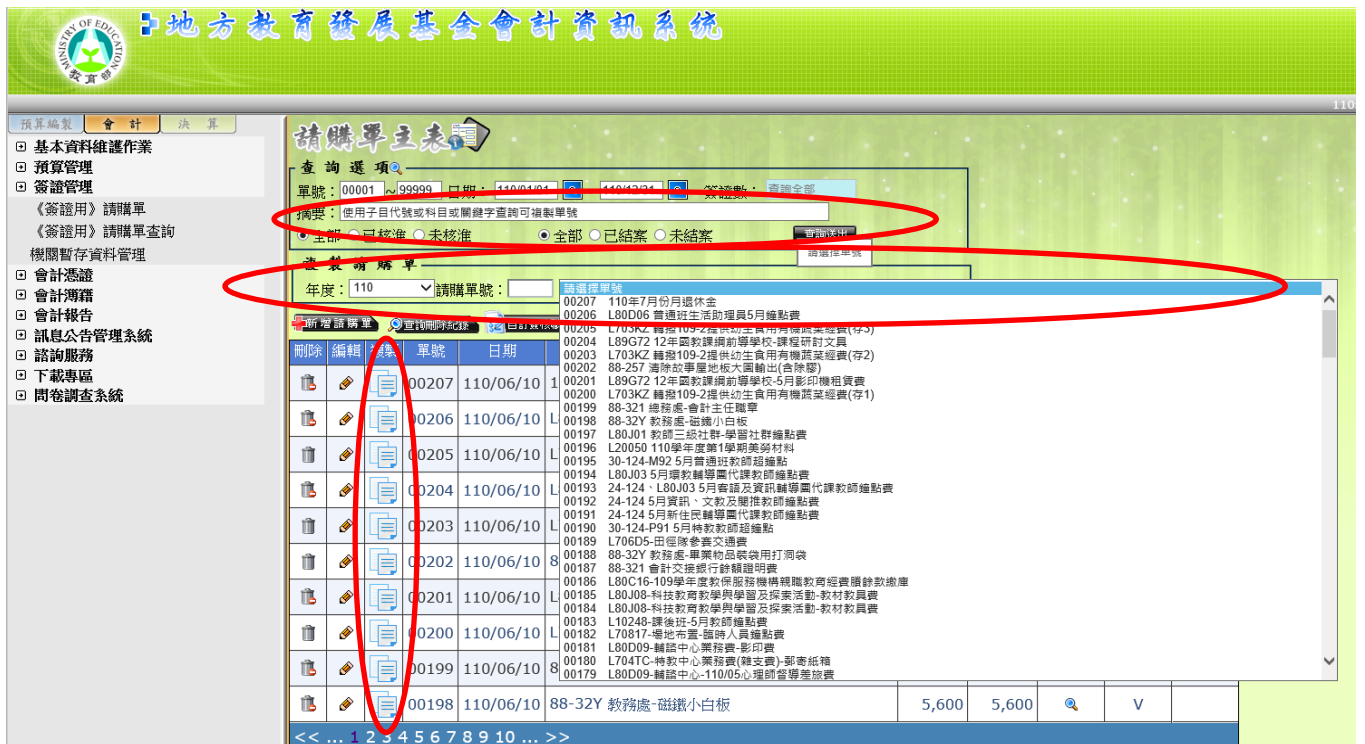 MINISTRY OF EDUCATION
教育部
地方教育發展基金會計資訊系統
110
預算編製 會計 決算
基本資料維護作業
預算管理
簽證管理
《簽證用》請購單
《簽證用》請購單查詢
機關暫存資料管理
會計憑證
會計簿籍
會計報告
訊息公告管理系統
諮詢服務
下載專區
問卷調查系統
請購單主表
查詢選項
單號：00001 ~ 99999 日期： 110/01/01 110/12/31 簽證數： 查詢全部
摘要： 使用子目代號或科目或關鍵字查詢可複製單號
全部 已核准 未核准 全部 已結案 未結案 查詢送出
請選擇單號
複製請購單
年度：110 請購單號：
請選擇單號
00207 110年7月份月退休金
00206 L80D06 普通班生活助理員5月鐘點費
00205 L703KZ 轉撥109-2提供幼生食用有機蔬菜經費(存3)
00204 L89G72 12年國教課綱前導學校-課程研討文具
00203 L703KZ 轉撥109-2提供幼生食用有機蔬菜經費(存2)
00202 88-257 清除故事屋地板大圖輸出(含除膠)
00201 L89G72 12年國教課綱前導學校-5月影印機租賃費
00200 L703KZ 轉撥109-2提供幼生食用有機蔬菜經費(存1)
00199 88-321 總務處-會計主任職章
00198 88-32Y 教務處-磁鐵小白板
00197 L80J01 教師三級社群-學習社群鐘點費
00196 L20050 110學年度第1學期美勞材料
00195 30-124-M92 5月普通班教師超鐘點
00194 L80J03 5月環教輔導團代課教師鐘點費
00193 24-124、L80J03 5月客語及資訊輔導團代課教師鐘點費
00192 24-124 5月資訊、文教及閱推教師鐘點費
00191 24-124 5月新住民輔導團代課教師鐘點費
00190 30-124-P91 5月特教教師超鐘點
00189 L706D5-田徑隊參賽交通費
00188 88-32Y 教務處-畢業物品裝袋用打洞袋
00187 88-321 會計交接銀行餘額證明費
00186 L80C16-109學年度教保服務機構親職教育經費賸餘款繳庫
00185 L80J08-科技教育教學與學習及探索活動-教材教具費
00184 L80J08-科技教育教學與學習及探索活動-教材教具費
00183 L10248-課後班-5月教師鐘點費
00182 L70817-場地布置-臨時人員鐘點費
00181 L80D09-輔諮中心業務費-影印費
00180 L704TC-特教中心業務費(雜支費)-郵寄紙箱
00179 L80D09-輔諮中心-110/05心理師督導差旅費
新增請購單 查詢刪除紀錄
刪除 編輯 複製 單號 日期
00207 110/06/10 1
00206 110/06/10 L
00205 110/06/10 L
00204 110/06/10 L
00203 110/06/10 L
00202 110/06/10 8
00201 110/06/10 L
00200 110/06/10 L
00199 110/06/10 8
00198 110/06/10 88-32Y 教務處-磁鐵小白板 5,600 5,600 V
<< ... 1 2 3 4 5 6 7 8 9 10 ... >>